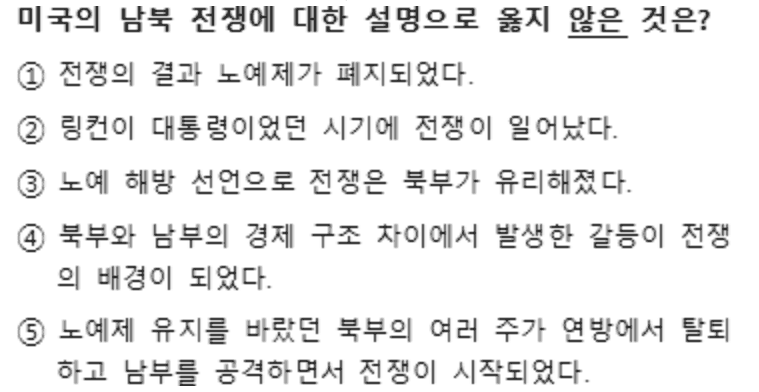 미국의 남북 전쟁에 대한 설명으로 옳지 않은 것은?
① 전쟁의 결과 노예제가 폐지되었다.
② 링컨이 대통령이었던 시기에 전쟁이 일어났다.
③ 노예 해방 선언으로 전쟁은 북부가 유리해졌다.
④ 북부와 남부의 경제 구조 차이에서 발생한 갈등이 전쟁
의 배경이 되었다.
⑤ 노예제 유지를 바랐던 북부의 여러 주가 연방에서 탈퇴
하고 남부를 공격하면서 전쟁이 시작되었다.